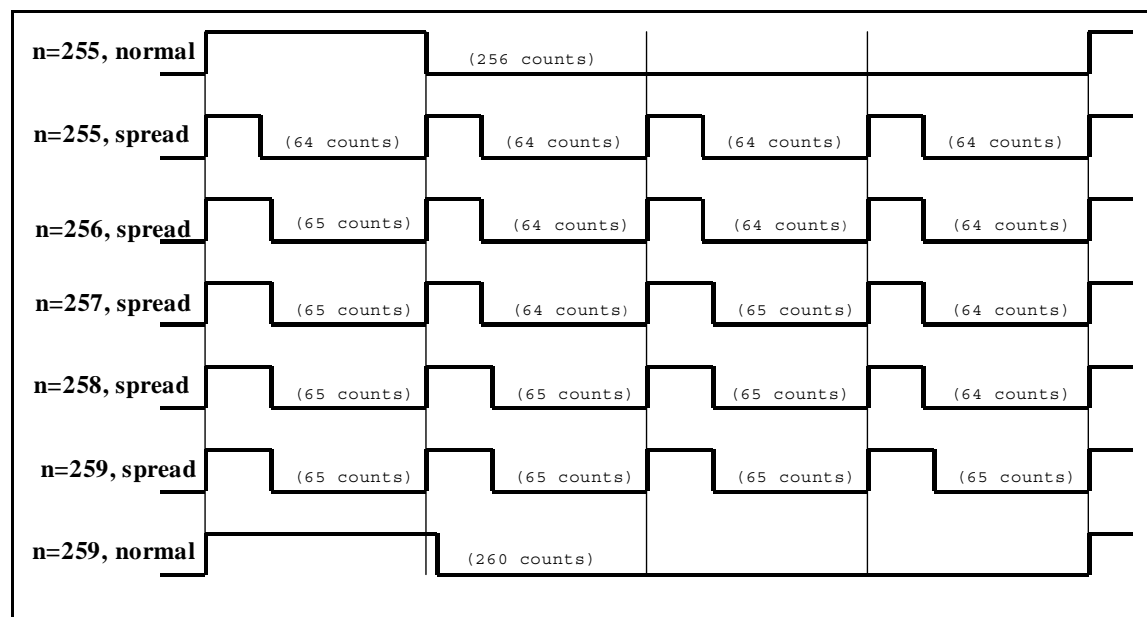 n=255, normal
(256 counts)
n=255, spread
(64 counts) (64 counts) (64 counts) (64 counts)
n=256, spread
(65 counts) (64 counts) (64 counts) (64 counts)
n=257, spread
(65 counts) (64 counts) (65 counts) (64 counts)
n=258, spread
(65 counts) (65 counts) (65 counts) (64 counts)
n=259, spread
(65 counts) (65 counts) (65 counts) (65 counts)
n=259, normal
(260 counts)